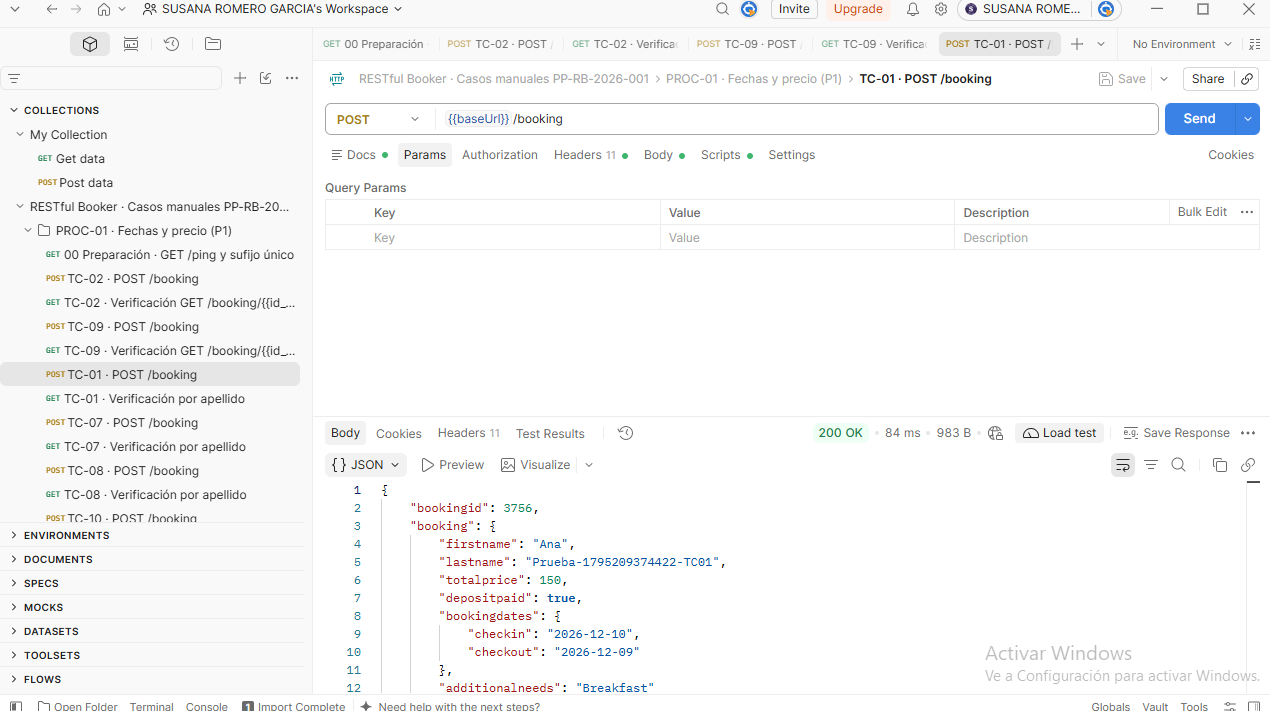 SUSANA ROMERO GARCIA's Workspace
Invite
Upgrade
SUSANA ROME...
GET 00 Preparación
POST TC-02 · POST /
GET TC-02 · Verifica
POST TC-09 · POST
GET TC-09 · Verifica
POST TC-01 · POST /
No Environment
RESTful Booker · Casos manuales PP-RB-2026-001 > PROC-01 · Fechas y precio (P1) > TC-01 · POST /booking
Save
Share
COLLECTIONS
My Collection
GET Get data
POST Post data
RESTful Booker · Casos manuales PP-RB-20...
PROC-01 · Fechas y precio (P1)
GET 00 Preparación · GET /ping y sufijo único
POST TC-02 · POST /booking
GET TC-02 · Verificación GET /booking/{{id_...
POST TC-09 · POST /booking
GET TC-09 · Verificación GET /booking/{{id_...
POST TC-01 · POST /booking
GET TC-01 · Verificación por apellido
POST TC-07 · POST /booking
GET TC-07 · Verificación por apellido
POST TC-08 · POST /booking
GET TC-08 · Verificación por apellido
POST TC-10 · POST /booking
ENVIRONMENTS
DOCUMENTS
SPECS
MOCKS
DATASETS
TOOLSETS
FLOWS
HTTP
POST
{{baseUrl}} /booking
Send
Docs
Params
Authorization
Headers 11
Body
Scripts
Settings
Cookies
Query Params
Key Value Description Bulk Edit
Key Value Description
Body
Cookies
Headers 11
Test Results
200 OK · 84 ms · 983 B
Load test
e.g. Save Response
{} JSON
Preview
Visualize
1 {
2 "bookingid": 3756,
3 "booking": {
4 "firstname": "Ana",
5 "lastname": "Prueba-1795209374422-TC01",
6 "totalprice": 150,
7 "depositpaid": true,
8 "bookingdates": {
9 "checkin": "2026-12-10",
10 "checkout": "2026-12-09"
11 },
12 "additionalneeds": "Breakfast"
Activar Windows
Ve a Configuración para activar Windows.
Open Folder
Terminal
Console
1 Import Complete
Need help with the next steps?
Globals
Vault
Tools